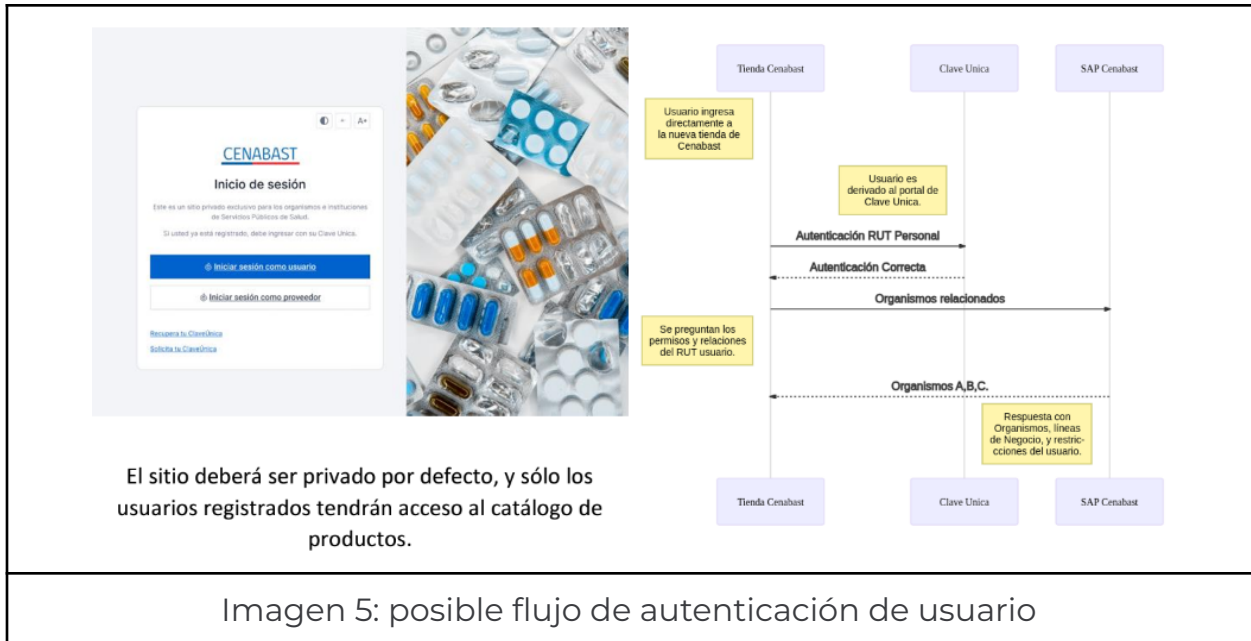 A+
CENABAST
Inicio de sesión
Este es un sitio privado exclusivo para los organismos e instituciones
de Servicios Públicos de Salud.
Si usted ya está registrado, debe ingresar con su Clave Unica.
Iniciar sesión como usuario
Iniciar sesión como proveedor
Recupera tu ClaveÚnica
Solicita tu ClaveÚnica
El sitio deberá ser privado por defecto, y sólo los
usuarios registrados tendrán acceso al catálogo de
productos.
Tienda Cenabast
Clave Unica
SAP Cenabast
Usuario ingresa
directamente a
la nueva tienda de
Cenabast
Usuario es
derivado al portal de
Clave Unica.
Autenticación RUT Personal
Autenticación Correcta
Organismos relacionados
Se preguntan los
permisos y relaciones
del RUT usuario.
Organismos A,B,C.
Respuesta con
Organismos, líneas
de Negocio, y restric-
cciones del usuario.
Tienda Cenabast
Clave Unica
SAP Cenabast
Imagen 5: posible flujo de autenticación de usuario